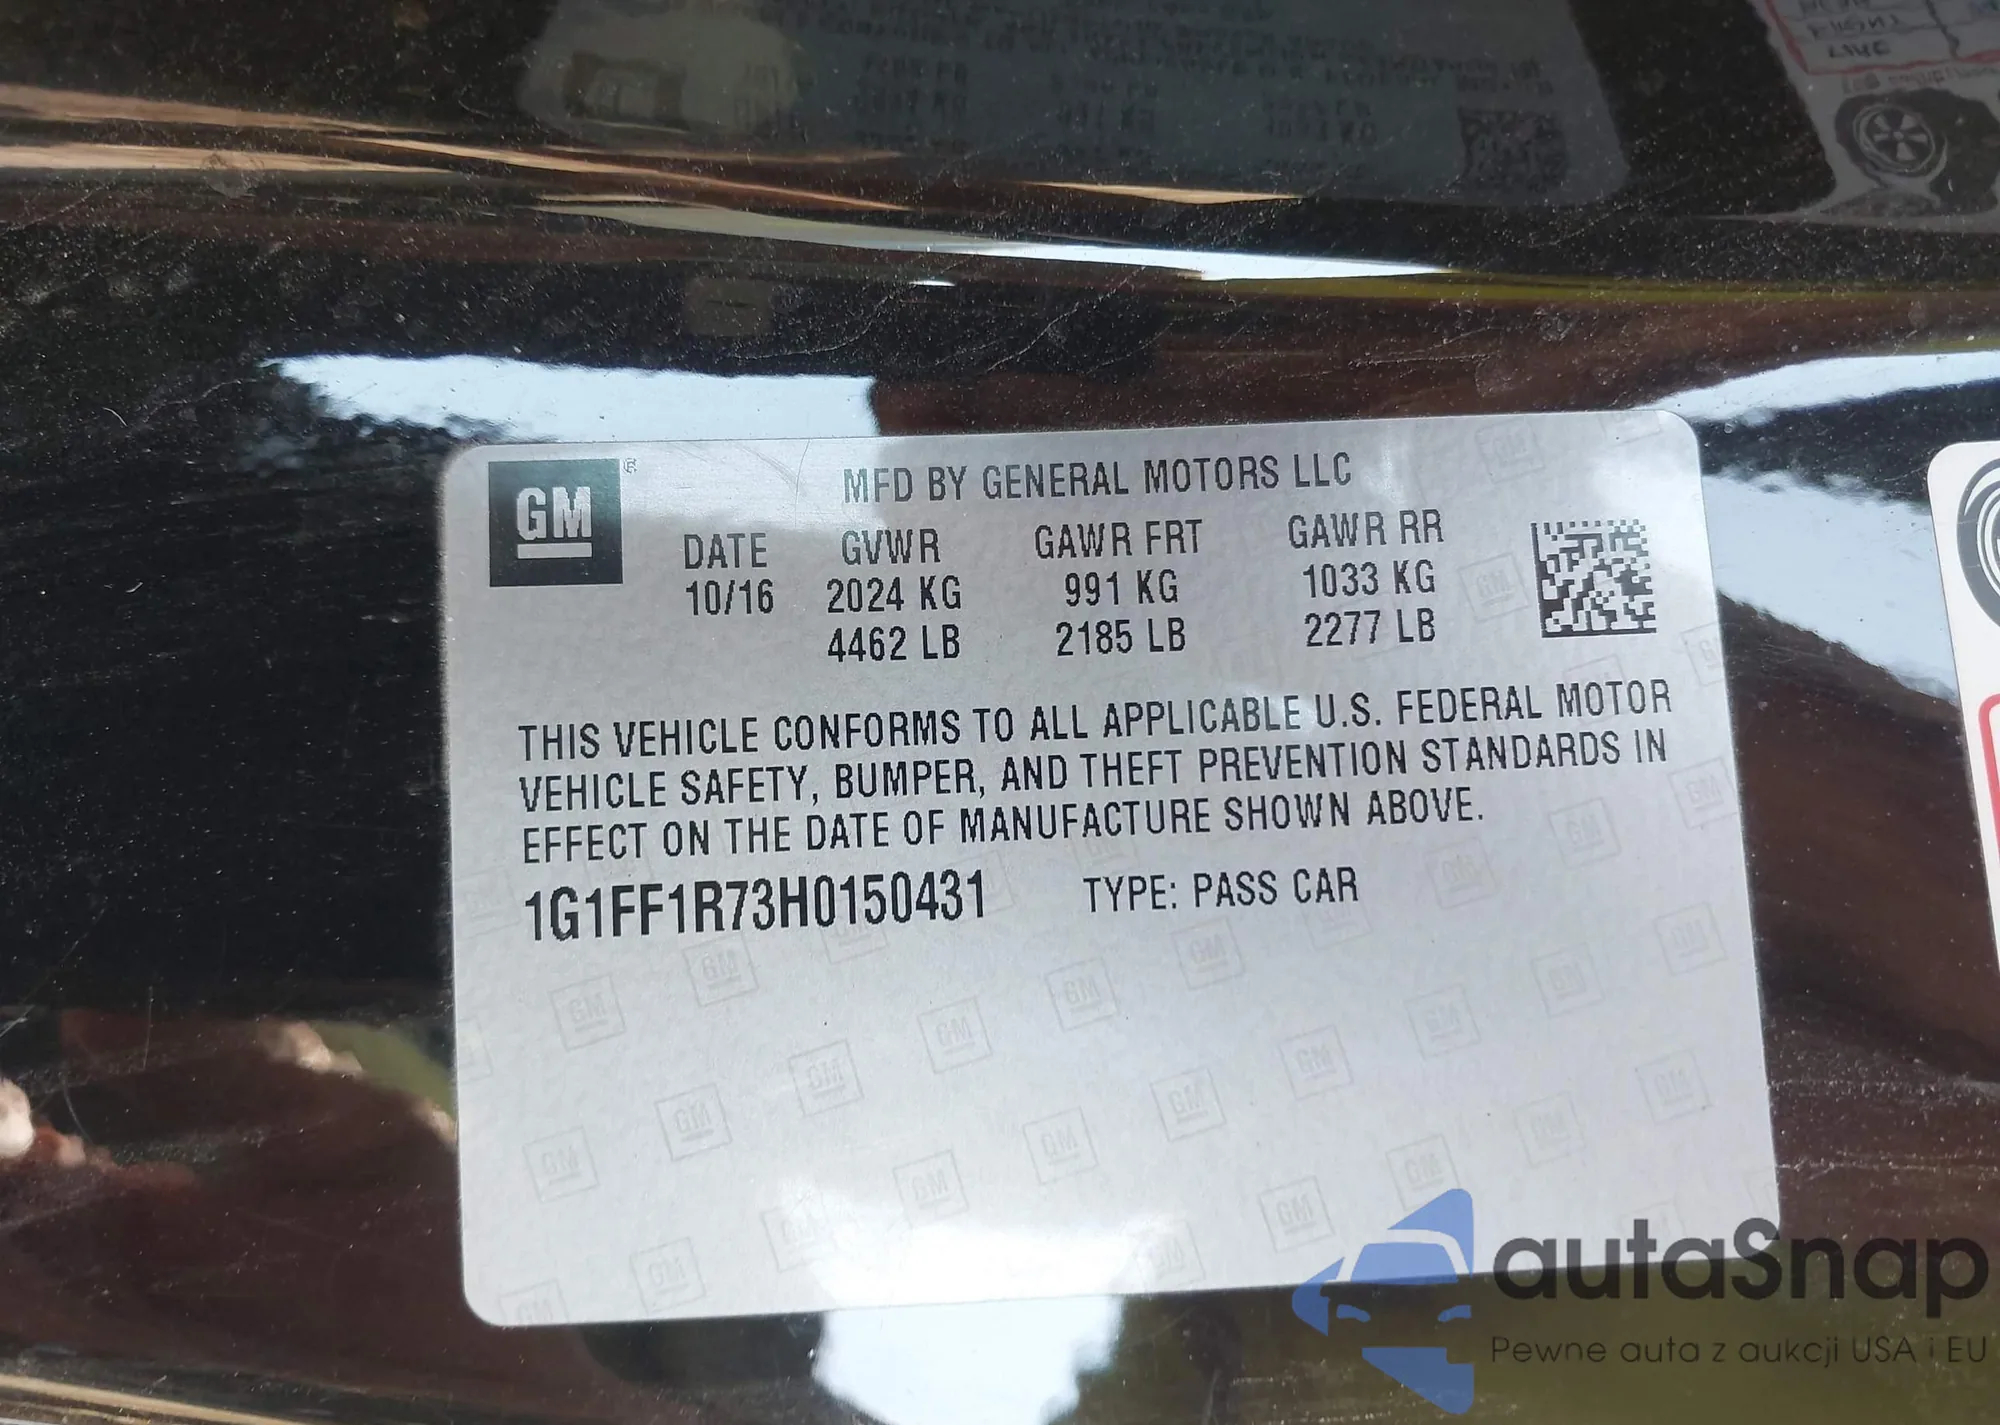 GM ®
MFD BY GENERAL MOTORS LLC
DATE GVWR GAWR FRT GAWR RR
10/16 2024 KG 991 KG 1033 KG
4462 LB 2185 LB 2277 LB
THIS VEHICLE CONFORMS TO ALL APPLICABLE U.S. FEDERAL MOTOR
VEHICLE SAFETY, BUMPER, AND THEFT PREVENTION STANDARDS IN
EFFECT ON THE DATE OF MANUFACTURE SHOWN ABOVE.
1G1FF1R73H0150431 TYPE: PASS CAR
autaSnap
Pewne auta z aukcji USA i EU